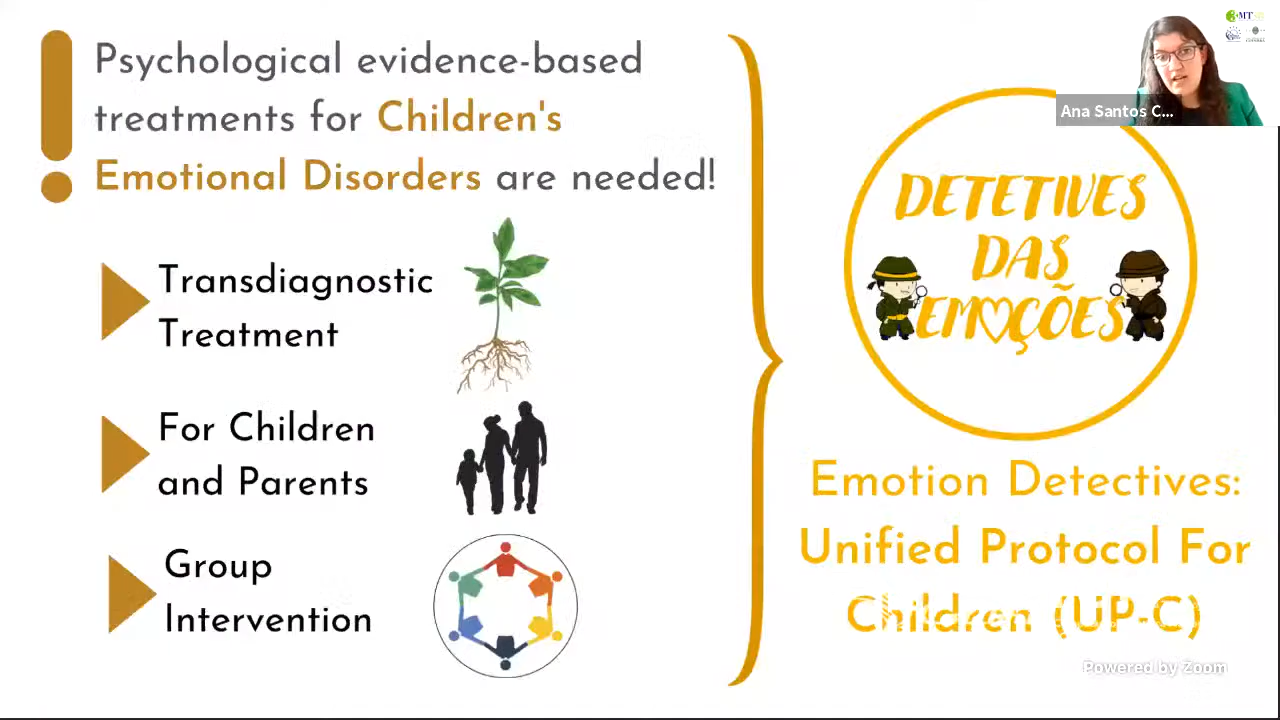 Psychological evidence-based
treatments for Children's
Emotional Disorders are needed!
Transdiagnostic
Treatment
For Children
and Parents
Group
Intervention
Ana Santos C...
DETETIVES
DAS
EMOÇÕES
Emotion Detectives:
Unified Protocol For
Children (UP-C)
Powered by Zoom